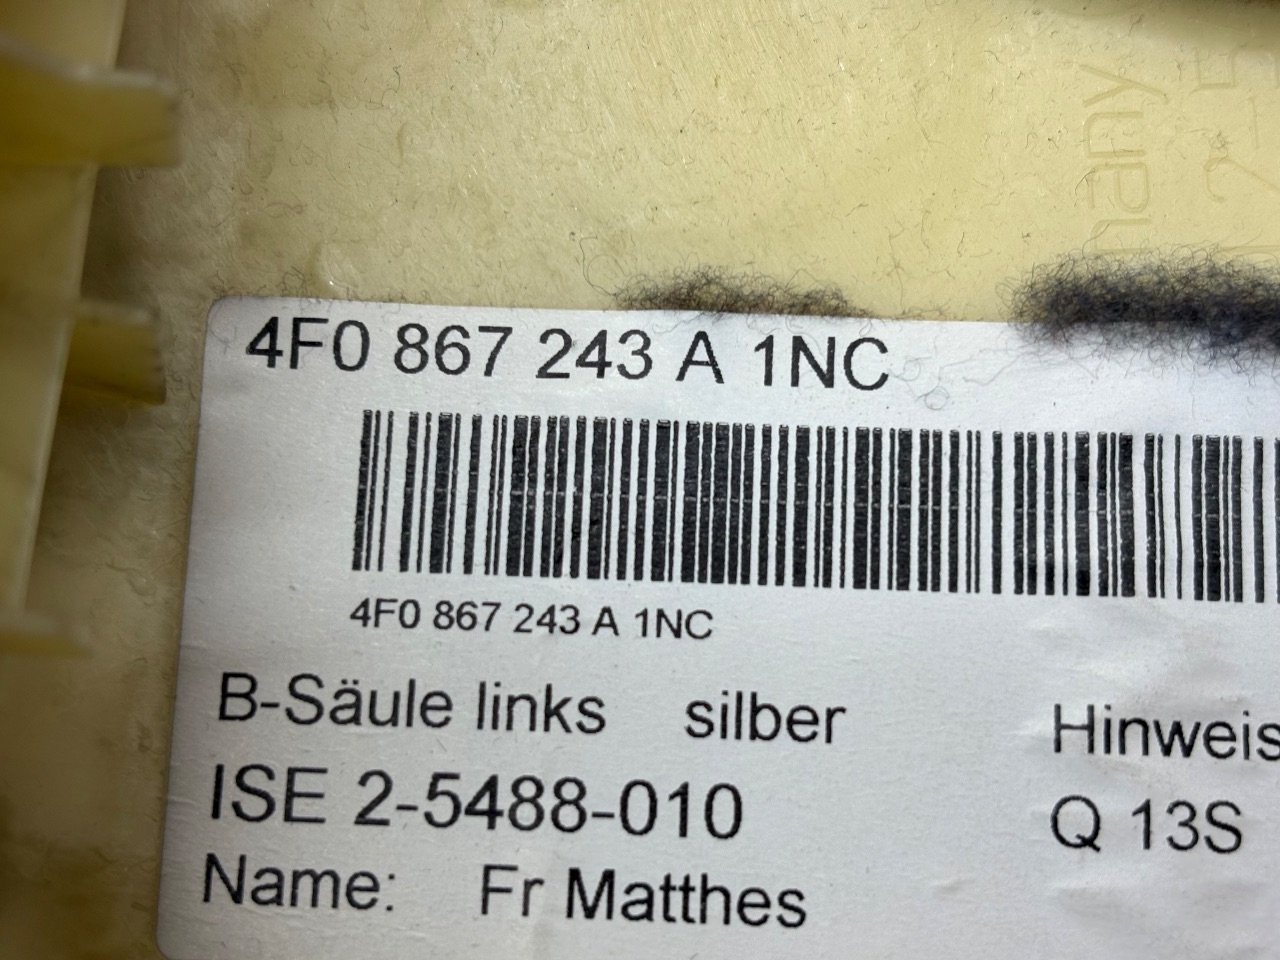 4F0 867 243 A 1NC
4F0 867 243 A 1NC
B-Säule links silber
Hinweis
ISE 2-5488-010
Q 13S
Name: Fr Matthes